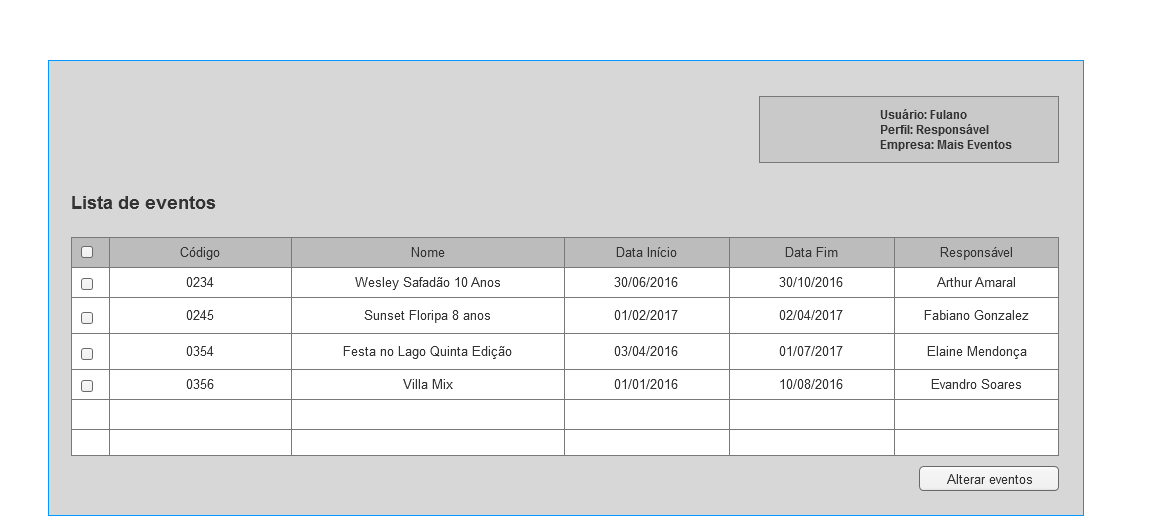 Usuário: Fulano
Perfil: Responsável
Empresa: Mais Eventos
Lista de eventos
Código Nome Data Início Data Fim Responsável
0234 Wesley Safadão 10 Anos 30/06/2016 30/10/2016 Arthur Amaral
0245 Sunset Floripa 8 anos 01/02/2017 02/04/2017 Fabiano Gonzalez
0354 Festa no Lago Quinta Edição 03/04/2016 01/07/2017 Elaine Mendonça
0356 Villa Mix 01/01/2016 10/08/2016 Evandro Soares
Alterar eventos